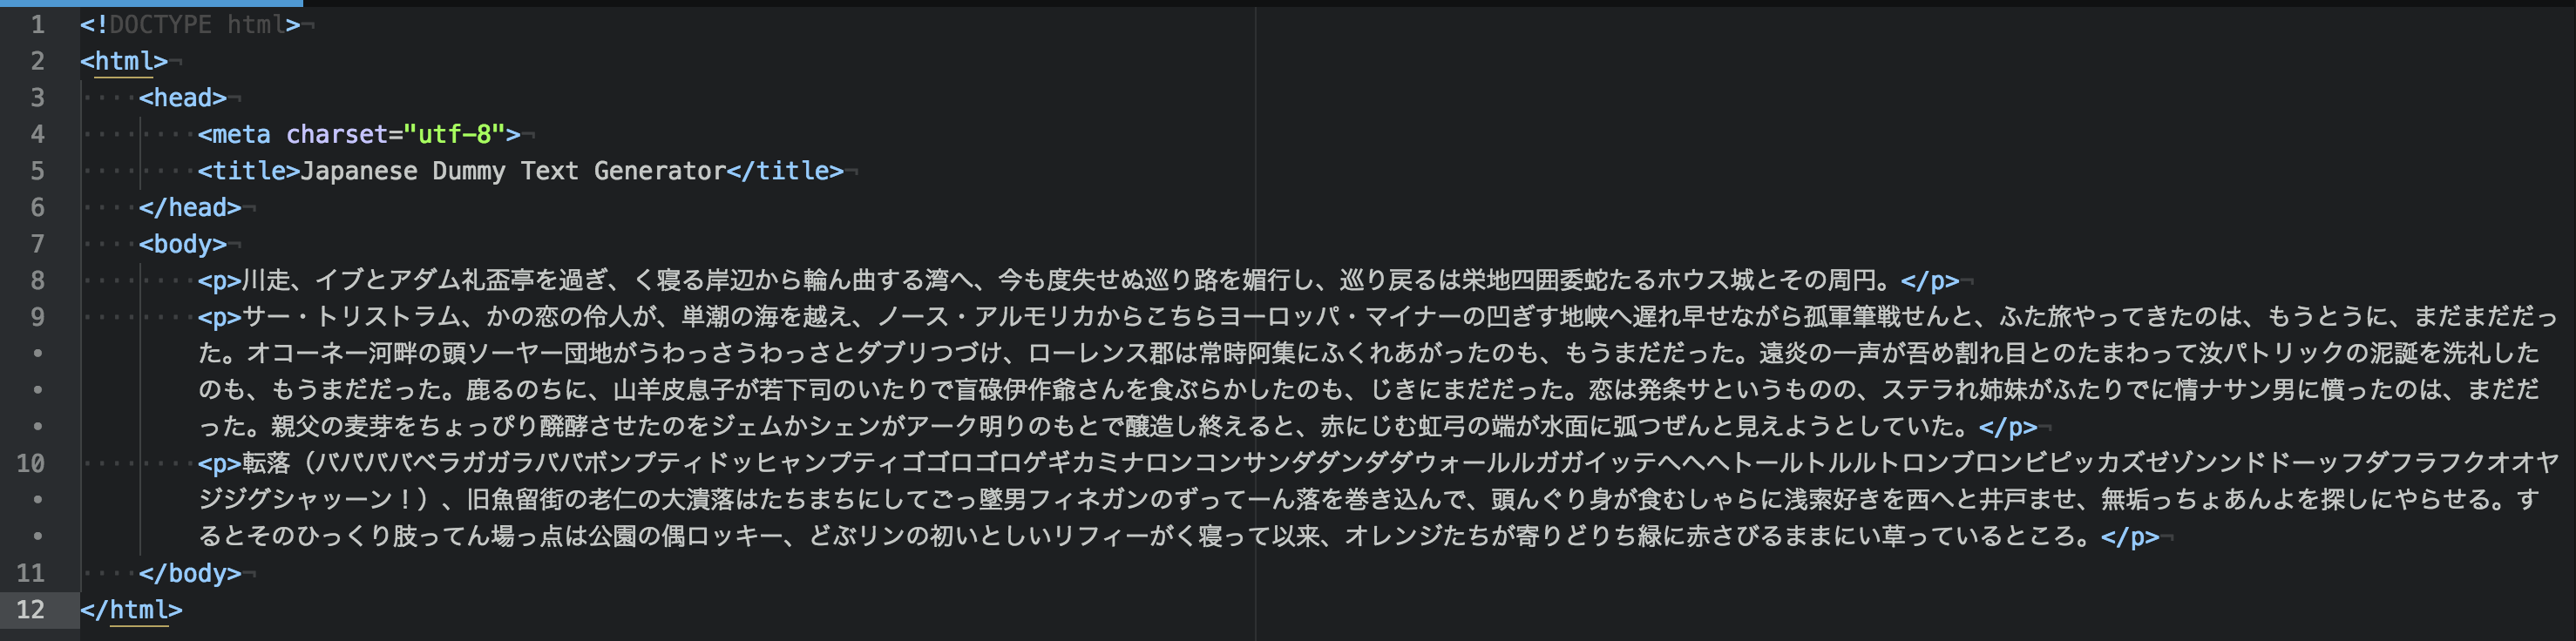 1 <!DOCTYPE html>
2 <html>
3 <head>
4 <meta charset="utf-8">
5 <title>Japanese Dummy Text Generator</title>
6 </head>
7 <body>
8 <p>川走、イブとアダム礼盃亭を過ぎ、く寝る岸辺から輪ん曲する湾へ、今も度失せぬ巡り路を媚行し、巡り戻るは栄地四囲委蛇たるホウス城とその周円。</p>
9 <p>サー・トリストラム、かの恋の伶人が、単潮の海を越え、ノース・アルモリカからこちらヨーロッパ・マイナーの凹ぎす地峡へ遅れ早せながら孤軍筆戦せんと、ふた旅やってきたのは、もうとうに、まだまだだっ
た。オコーネー河畔の頭ソーヤー団地がうわっさうわっさとダブリつづけ、ローレンス郡は常時阿集にふくれあがったのも、もうまだだった。遠炎の一声が吾め割れ目とのたまわって汝パトリックの泥誕を洗礼した
のも、もうまだだった。鹿るのちに、山羊皮息子が若下司のいたりで盲碌伊作爺さんを食ぶらかしたのも、じきにまだだった。恋は発条サというものの、ステラれ姉妹がふたりでに情ナサン男に憤ったのは、まだだ
った。親父の麦芽をちょっぴり醗酵させたのをジェムかシェンがアーク明りのもとで醸造し終えると、赤にじむ虹弓の端が水面に弧つぜんと見えようとしていた。</p>
10 <p>転落（ババババベラガガラババボンプティドッヒャンプティゴゴロゴロゲギカミナロンコンサンダダンダダウォールルガガイッテヘヘヘトールトルルトロンブロンビピッカズゼゾンンドドーッフダフラフクオオヤ
ジジグシャッーン！）、旧魚留街の老仁の大潰落はたちまちにしてごっ墜男フィネガンのずってーん落を巻き込んで、頭んぐり身が食むしゃらに浅索好きを西へと井戸ませ、無垢っちょあんよを探しにやらせる。す
るとそのひっくり肢ってん場っ点は公園の偶ロッキー、どぶリンの初いとしいリフィーがく寝って以来、オレンジたちが寄りどりち緑に赤さびるままにい草っているところ。</p>
11 </body>
12 </html>